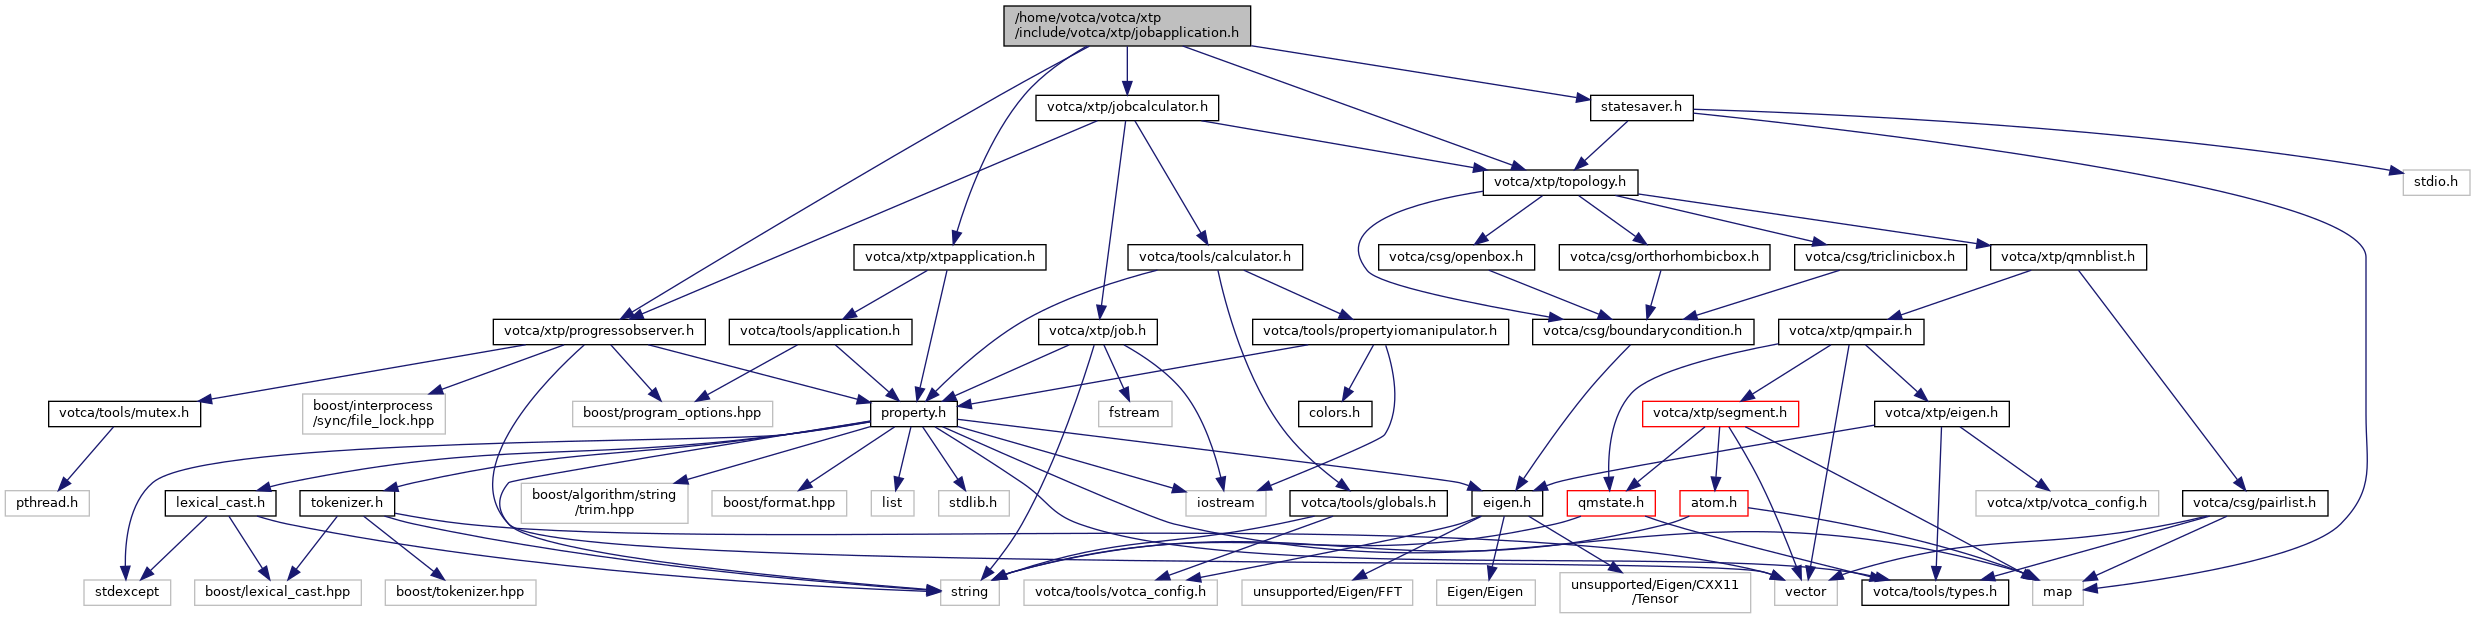 /home/votca/votca/xtp
/include/votca/xtp/jobapplication.h
votca/xtp/jobcalculator.h
statesaver.h
votca/xtp/topology.h
stdio.h
votca/xtp/xtpapplication.h
votca/tools/calculator.h
votca/csg/openbox.h
votca/csg/orthorhombicbox.h
votca/csg/triclinicbox.h
votca/xtp/qmnblist.h
votca/xtp/progressobserver.h
votca/tools/application.h
votca/xtp/job.h
votca/tools/propertyiomanipulator.h
votca/csg/boundarycondition.h
votca/xtp/qmpair.h
votca/tools/mutex.h
boost/interprocess
/sync/file_lock.hpp
boost/program_options.hpp
property.h
fstream
colors.h
votca/xtp/segment.h
votca/xtp/eigen.h
pthread.h
lexical_cast.h
tokenizer.h
boost/algorithm/string
/trim.hpp
boost/format.hpp
list
stdlib.h
iostream
votca/tools/globals.h
eigen.h
qmstate.h
atom.h
votca/xtp/votca_config.h
votca/csg/pairlist.h
stdexcept
boost/lexical_cast.hpp
boost/tokenizer.hpp
string
votca/tools/votca_config.h
unsupported/Eigen/FFT
Eigen/Eigen
unsupported/Eigen/CXX11
/Tensor
vector
votca/tools/types.h
map